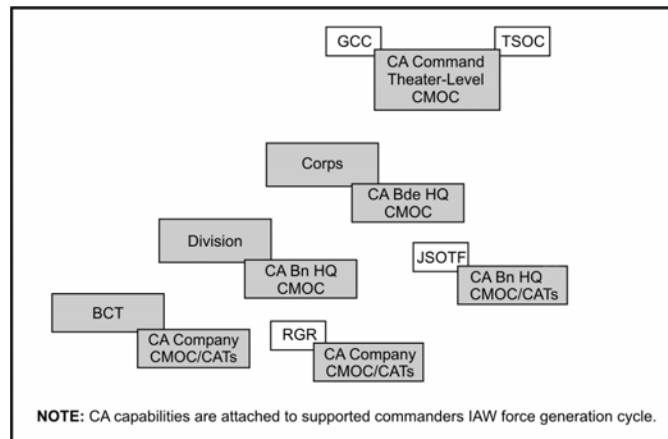 GCC
TSOC
CA Command
Theater-Level
CMOC
Corps
CA Bde HQ
CMOC
Division
CA Bn HQ
CMOC
JSOTF
CA Bn HQ
CMOC/CATs
BCT
CA Company
CMOC/CATs
RGR
CA Company
CMOC/CATs
NOTE: CA capabilities are attached to supported commanders IAW force generation cycle.